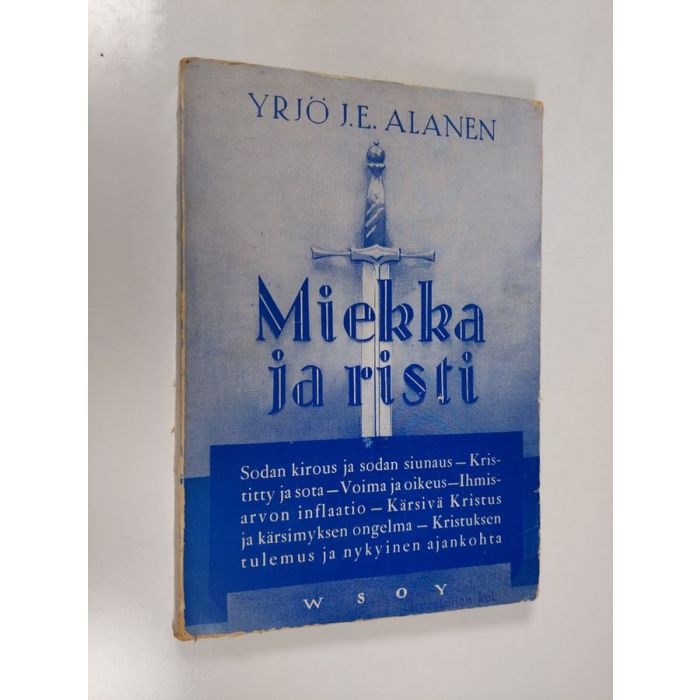 YRJÖ J.E. ALANEN
Miekka
ja risti
Sodan kirous ja sodan siunaus – Kris-
titty ja sota – Voima ja oikeus – Ihmis-
arvon inflaatio – Kärsivä Kristus
ja kärsimyksen ongelma – Kristuksen
tulemus ja nykyinen ajankohta
WSOY